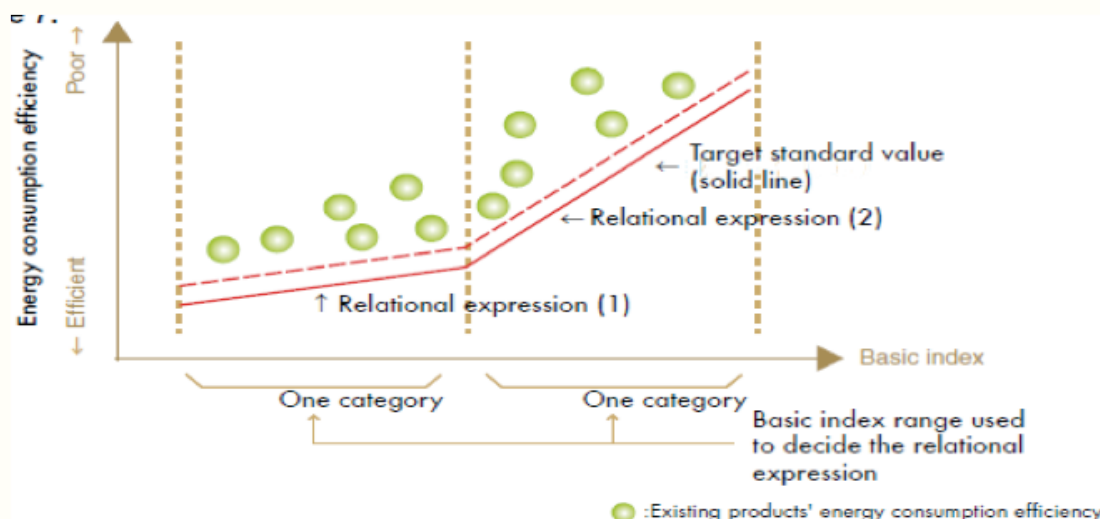 Energy consumption efficiency
Poor →
← Efficient
← Target standard value
(solid line)
← Relational expression (2)
↑ Relational expression (1)
Basic index
One category
One category
Basic index range used
to decide the relational
expression
:Existing products' energy consumption efficiency